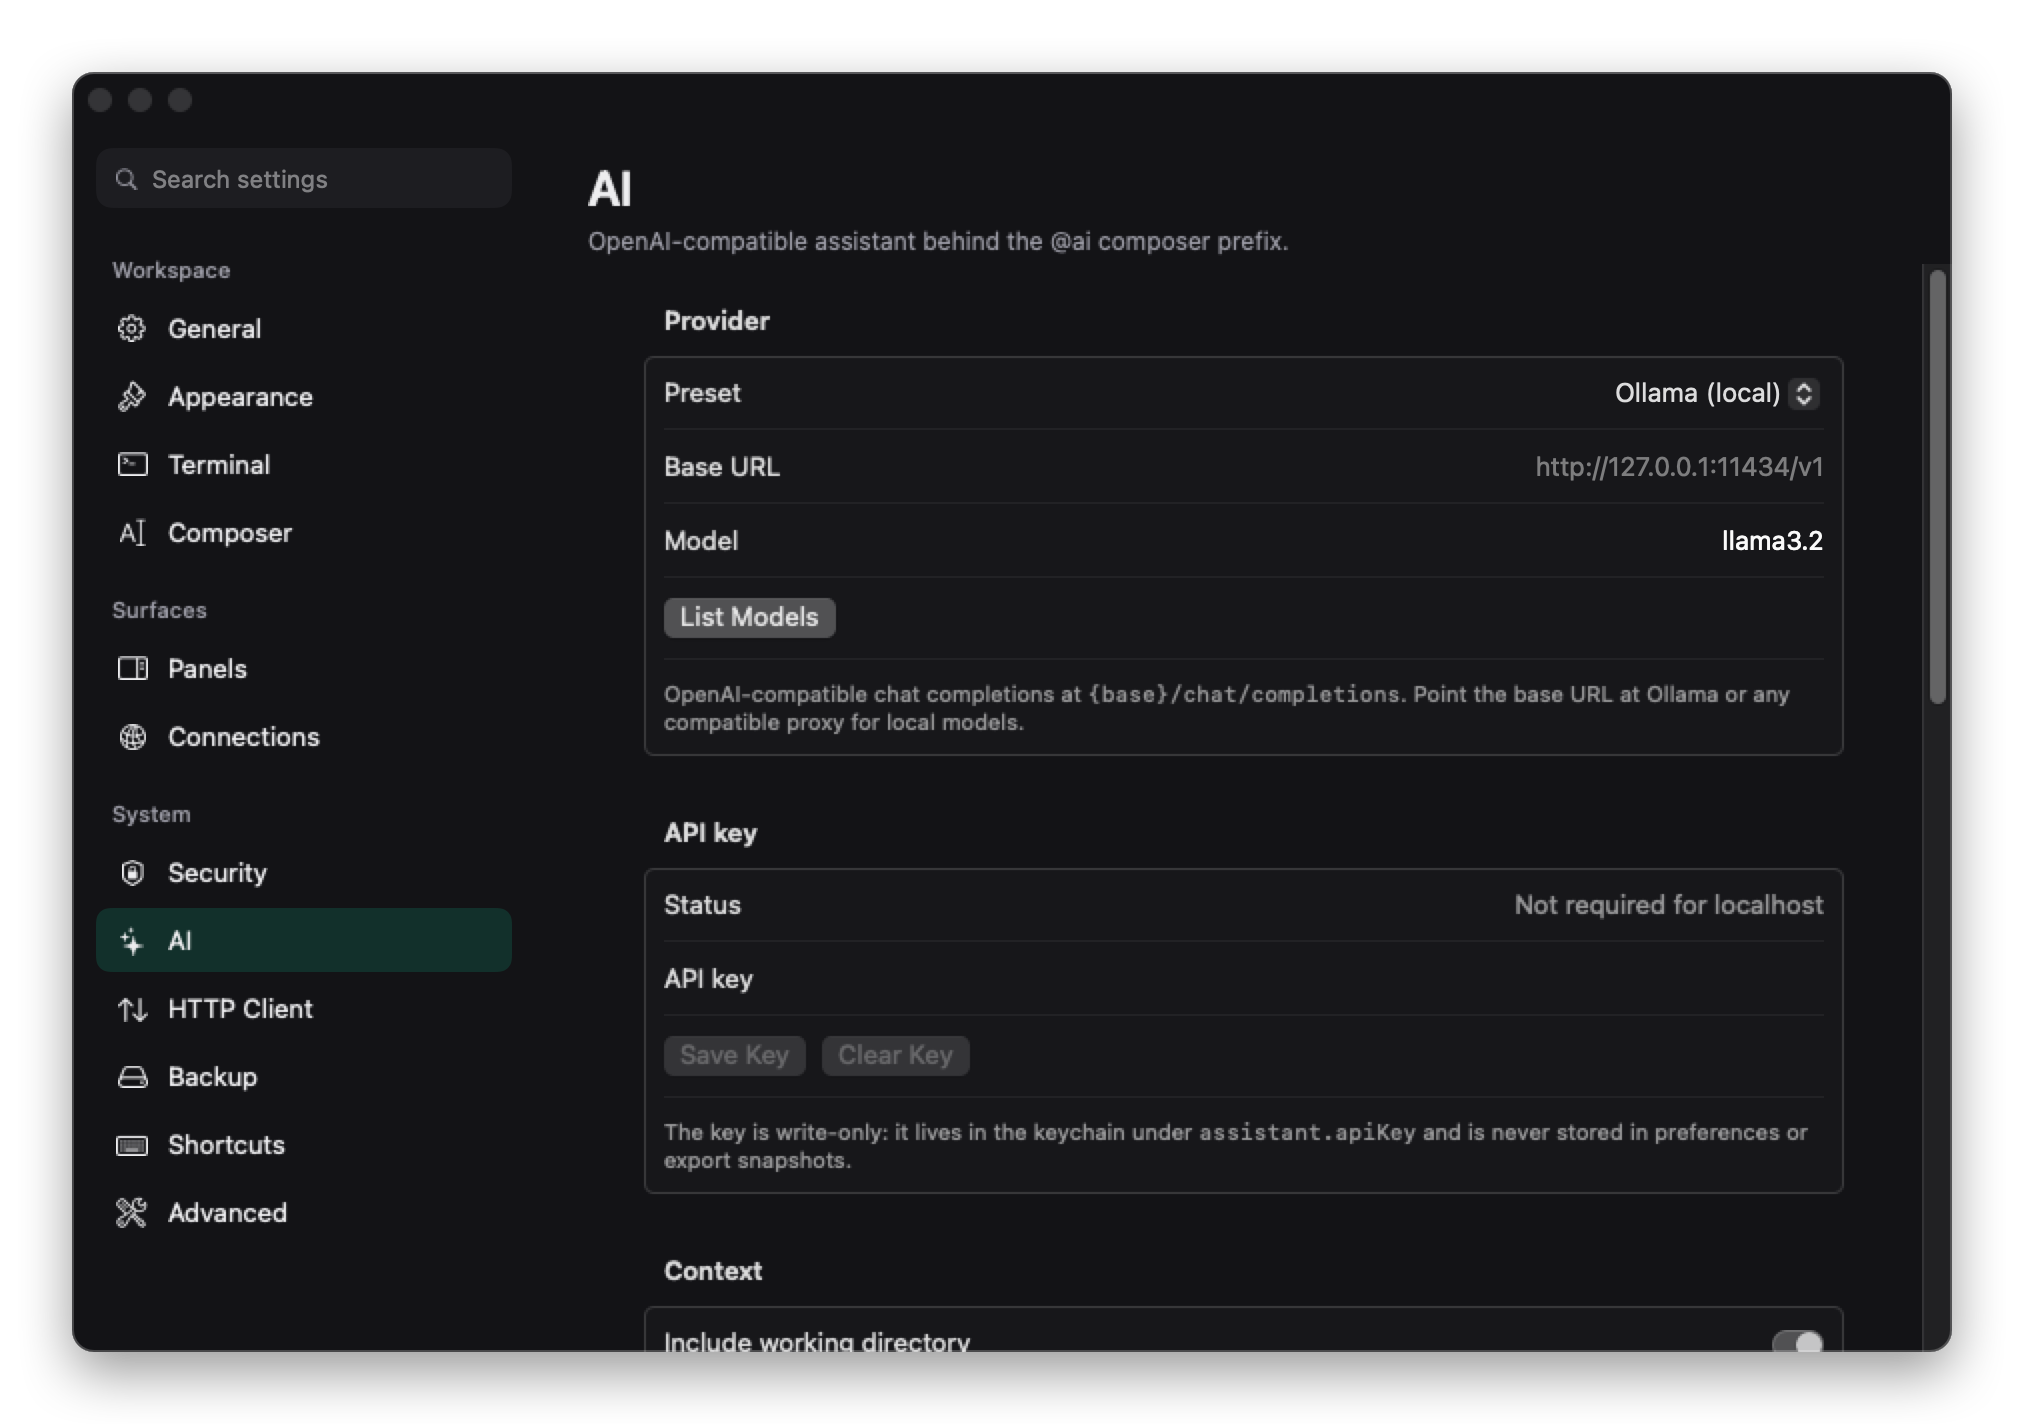 Search settings
Workspace
General
Appearance
Terminal
Composer
Surfaces
Panels
Connections
System
Security
AI
HTTP Client
Backup
Shortcuts
Advanced
AI
OpenAI-compatible assistant behind the @ai composer prefix.
Provider
Preset Ollama (local)
Base URL http://127.0.0.1:11434/v1
Model llama3.2
List Models
OpenAI-compatible chat completions at {base}/chat/completions. Point the base URL at Ollama or any
compatible proxy for local models.
API key
Status Not required for localhost
API key
Save Key Clear Key
The key is write-only: it lives in the keychain under assistant.apiKey and is never stored in preferences or
export snapshots.
Context
Include working directory